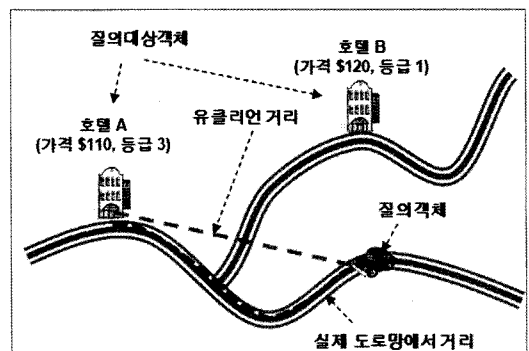 질의대상객체
호텔 B
(가격 $120, 등급 1)
유클리언 거리
호텔 A
(가격 $110, 등급 3)
질의객체
실제 도로망에서 거리